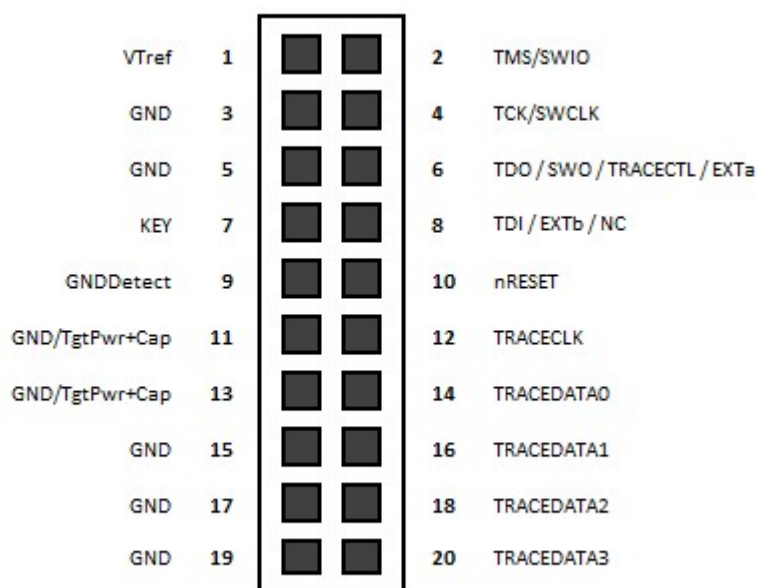 VTref 1 2 TMS/SWIO
GND 3 4 TCK/SWCLK
GND 5 6 TDO / SWO / TRACECTL / EXTa
KEY 7 8 TDI / EXTb / NC
GNDDetect 9 10 nRESET
GND/TgtPwr+Cap 11 12 TRACECLK
GND/TgtPwr+Cap 13 14 TRACEDATA0
GND 15 16 TRACEDATA1
GND 17 18 TRACEDATA2
GND 19 20 TRACEDATA3